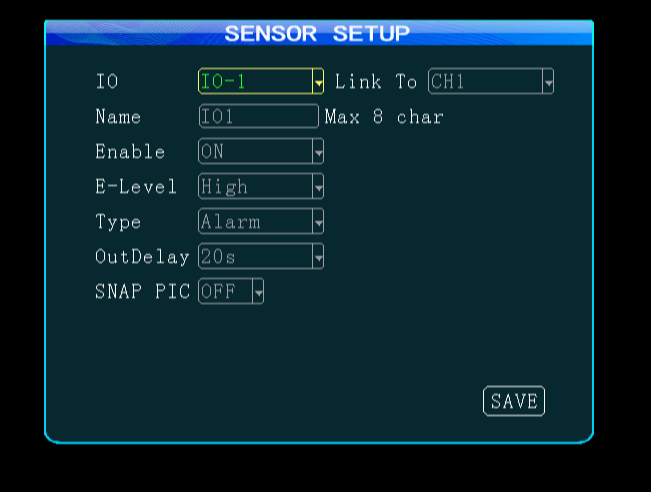 SENSOR SETUP
IO IO-1 Link To CH1
Name IO1 Max 8 char
Enable ON
E-Level High
Type Alarm
OutDelay 20s
SNAP PIC OFF
SAVE